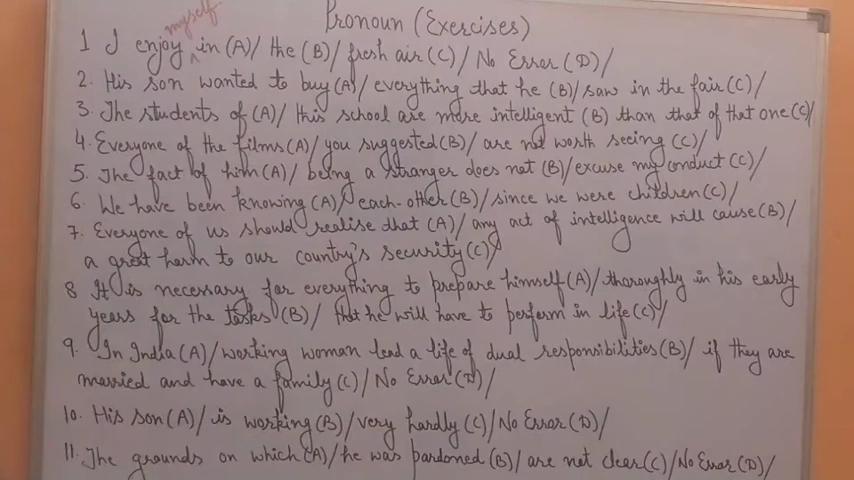 Pronoun (Exercises)
myself
1 I enjoy ^ in (A)/ the (B)/ fresh air (C)/ No Error (D)/
2. His son wanted to buy (A)/ everything that he (B)/ saw in the fair (C)/
3. The students of (A)/ this school are more intelligent (B) than that of that one (C)/
4. Everyone of the films (A)/ you suggested (B)/ are not worth seeing (C)/
5. The fact of him (A)/ being a stranger does not (B)/ excuse my conduct (C)/
6. We have been knowing (A)/ each-other (B)/ since we were children (C)/
7. Everyone of us should realise that (A)/ any act of intelligence will cause (B)/
a great harm to our country's security (C)/
8 It is necessary for everything to prepare himself (A)/ thoroughly in his early
years for the tasks (B)/ that he will have to perform in life (C)/
9. In India (A)/ working woman lead a life of dual responsibilities (B)/ if they are
married and have a family (C)/ No Error (D)/
10. His son (A)/ is working (B)/ very hardly (C)/ No Error (D)/
11. The grounds on which (A)/ he was pardoned (B)/ are not clear (C)/ No Error (D)/